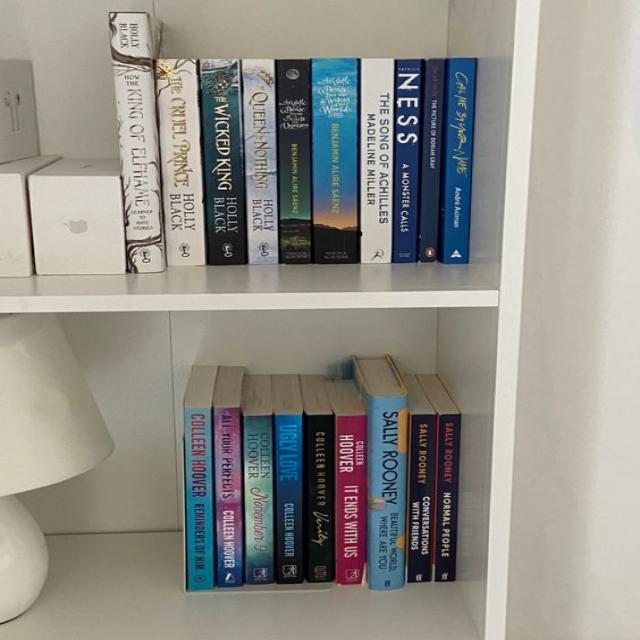 HOLLY BLACK
HOW THE KING OF ELFHAME LEARNED TO HATE STORIES
THE CRUEL PRINCE HOLLY BLACK
THE WICKED KING HOLLY BLACK
THE QUEEN OF NOTHING HOLLY BLACK
BENJAMIN ALIRE SÁENZ
BENJAMIN ALIRE SÁENZ
THE SONG OF ACHILLES
MADELINE MILLER
PATRICK NESS A MONSTER CALLS
THE PICTURE OF DORIAN GRAY
CALL ME BY YOUR NAME André Aciman
COLLEEN HOOVER REMINDERS OF HIM
ALL YOUR PERFECTS COLLEEN HOOVER
COLLEEN HOOVER November 9
UGLY LOVE COLLEEN HOOVER
COLLEEN HOOVER Verity
COLLEEN HOOVER IT ENDS WITH US
SALLY ROONEY BEAUTIFUL WORLD, WHERE ARE YOU
SALLY ROONEY CONVERSATIONS WITH FRIENDS
SALLY ROONEY NORMAL PEOPLE